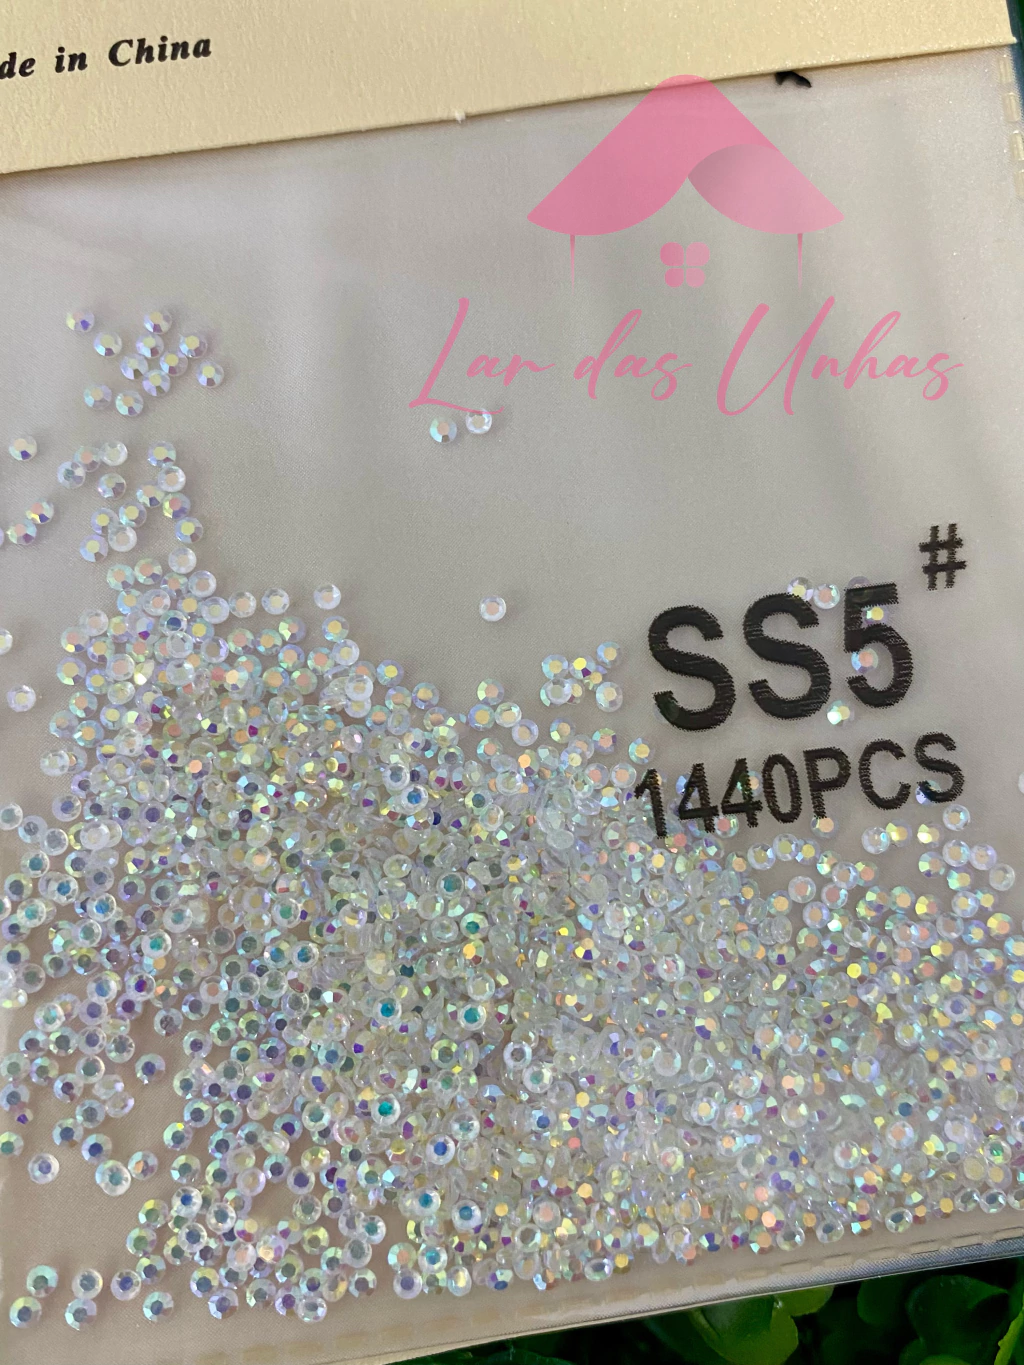 de in China
Lar das Unhas
SS5#
1440PCS